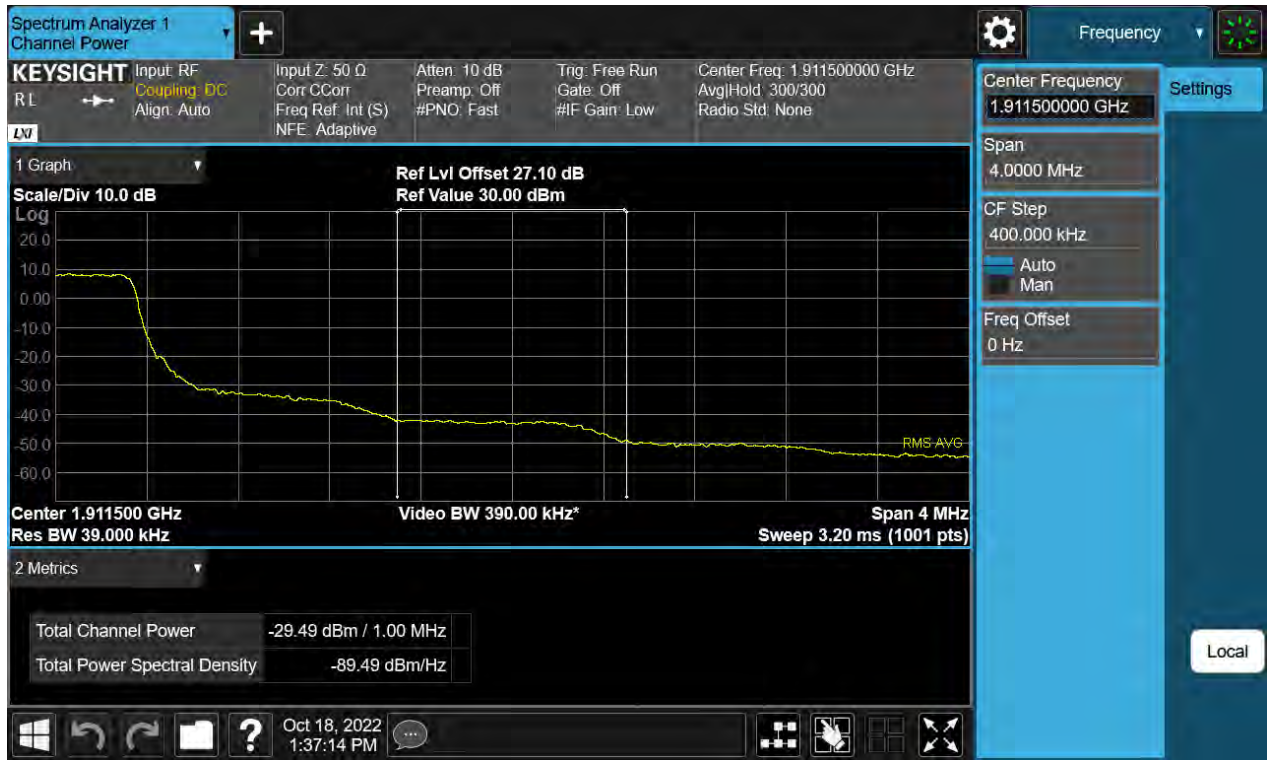 Spectrum Analyzer 1
Channel Power
Frequency
KEYSIGHT
RL
LXI
Input: RF
Coupling: DC
Align: Auto
Input Z: 50 Ω
Corr CCorr
Freq Ref: Int (S)
NFE: Adaptive
Atten: 10 dB
Preamp: Off
#PNO: Fast
Trig: Free Run
Gate: Off
#IF Gain: Low
Center Freq: 1.911500000 GHz
Avg|Hold: 300/300
Radio Std: None
Center Frequency
1.911500000 GHz
Settings
Span
4.0000 MHz
CF Step
400.000 kHz
Auto
Man
Freq Offset
0 Hz
1 Graph
Scale/Div 10.0 dB
Ref Lvl Offset 27.10 dB
Ref Value 30.00 dBm
Log
20.0
10.0
0.00
-10.0
-20.0
-30.0
-40.0
-50.0
-60.0
RMS AVG
Center 1.911500 GHz
Video BW 390.00 kHz*
Span 4 MHz
Res BW 39.000 kHz
Sweep 3.20 ms (1001 pts)
2 Metrics
Total Channel Power -29.49 dBm / 1.00 MHz
Total Power Spectral Density -89.49 dBm/Hz
Local
Oct 18, 2022
1:37:14 PM